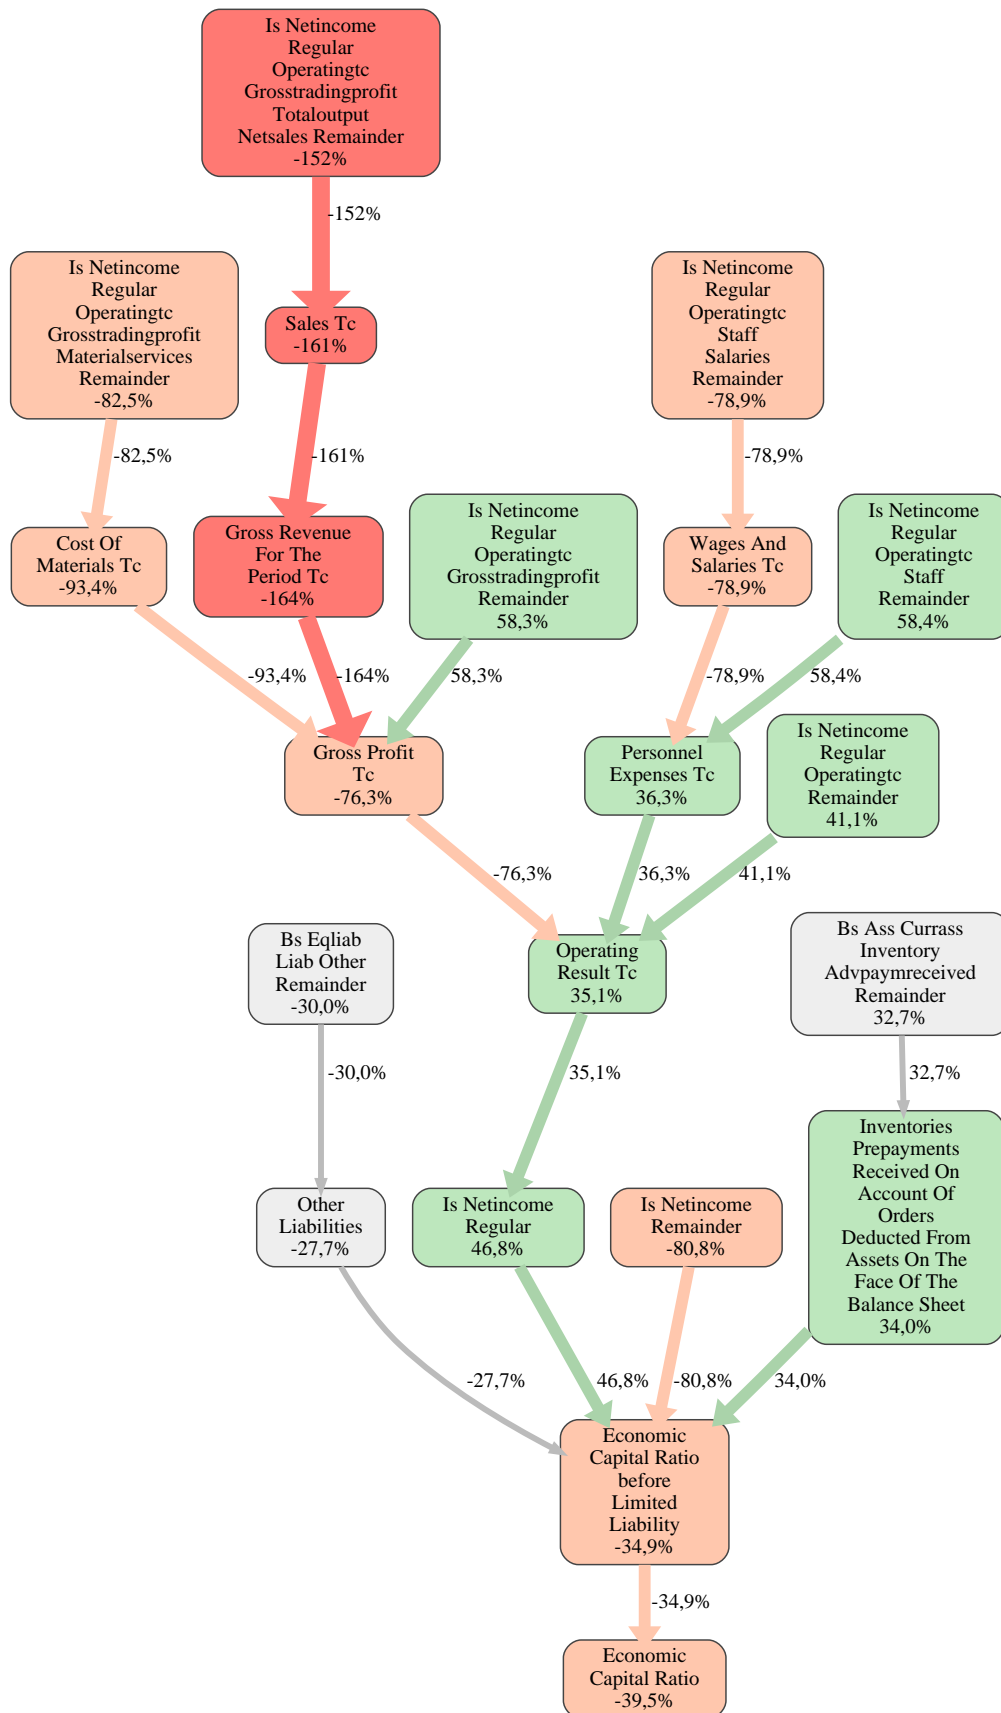 Is Netincome
Regular
Operatingtc
Grosstradingprofit
Totaloutput
Netsales Remainder
-152%
-152%
Is Netincome
Regular
Operatingtc
Grosstradingprofit
Materialservices
Remainder
-82,5%
Sales Tc
-161%
Is Netincome
Regular
Operatingtc
Staff
Salaries
Remainder
-78,9%
-82,5%
-161%
-78,9%
Cost Of
Materials Tc
-93,4%
Gross Revenue
For The
Period Tc
-164%
Is Netincome
Regular
Operatingtc
Grosstradingprofit
Remainder
58,3%
Wages And
Salaries Tc
-78,9%
Is Netincome
Regular
Operatingtc
Staff
Remainder
58,4%
-93,4%
-164%
58,3%
-78,9%
58,4%
Gross Profit
Tc
-76,3%
Personnel
Expenses Tc
36,3%
Is Netincome
Regular
Operatingtc
Remainder
41,1%
-76,3%
36,3%
41,1%
Bs Eqliab
Liab Other
Remainder
-30,0%
Operating
Result Tc
35,1%
Bs Ass Currass
Inventory
Advpaymreceived
Remainder
32,7%
-30,0%
35,1%
32,7%
Other
Liabilities
-27,7%
Is Netincome
Regular
46,8%
Is Netincome
Remainder
-80,8%
Inventories
Prepayments
Received On
Account Of
Orders
Deducted From
Assets On The
Face Of The
Balance Sheet
34,0%
-27,7%
46,8%
-80,8%
34,0%
Economic
Capital Ratio
before
Limited
Liability
-34,9%
-34,9%
Economic
Capital Ratio
-39,5%